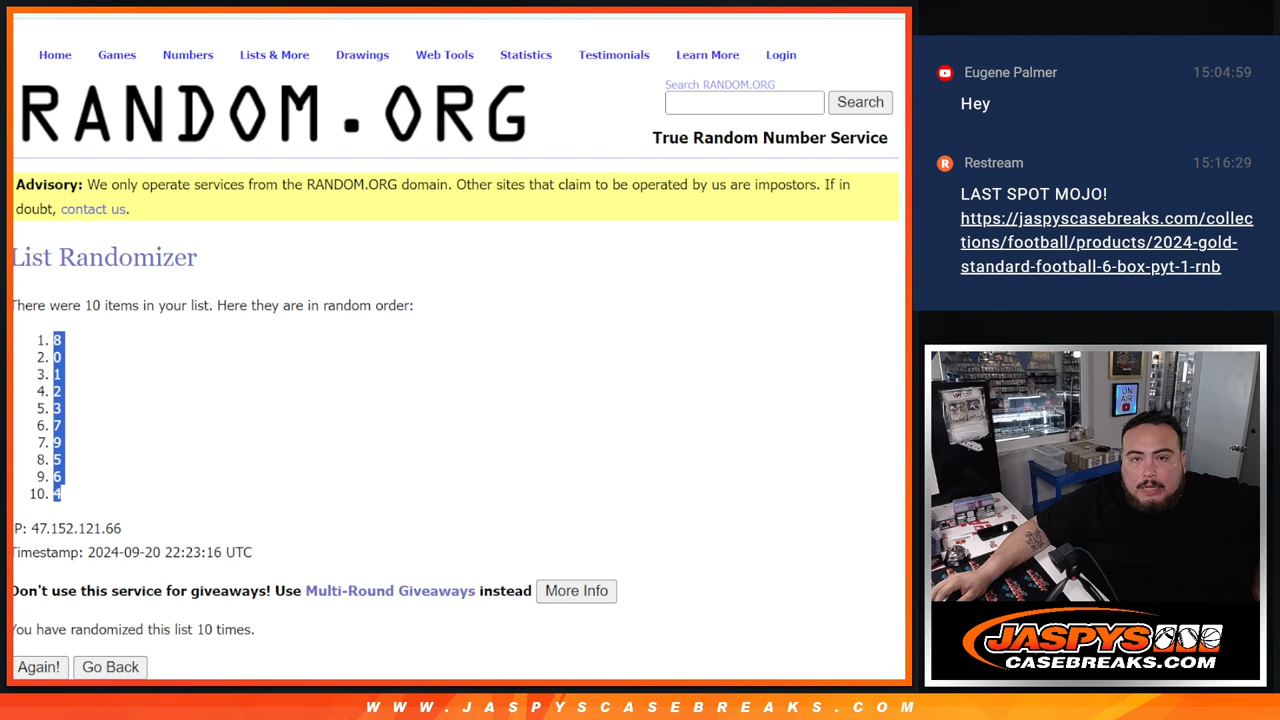 Home Games Numbers Lists & More Drawings Web Tools Statistics Testimonials Learn More Login
RANDOM.ORG
Search RANDOM.ORG
Search
True Random Number Service
Advisory: We only operate services from the RANDOM.ORG domain. Other sites that claim to be operated by us are impostors. If in
doubt, contact us.
List Randomizer
There were 10 items in your list. Here they are in random order:
1. 8
2. 0
3. 1
4. 2
5. 3
6. 7
7. 9
8. 5
9. 6
10. 4
P: 47.152.121.66
Timestamp: 2024-09-20 22:23:16 UTC
Don't use this service for giveaways! Use Multi-Round Giveaways instead More Info
You have randomized this list 10 times.
Again! Go Back
Eugene Palmer 15:04:59
Hey
Restream 15:16:29
LAST SPOT MOJO!
https://jaspyscasebreaks.com/collec
tions/football/products/2024-gold-
standard-football-6-box-pyt-1-rnb
ON
AIR
JASPYS
CASEBREAKS.COM
WWW.JASPYSCASEBREAKS.COM